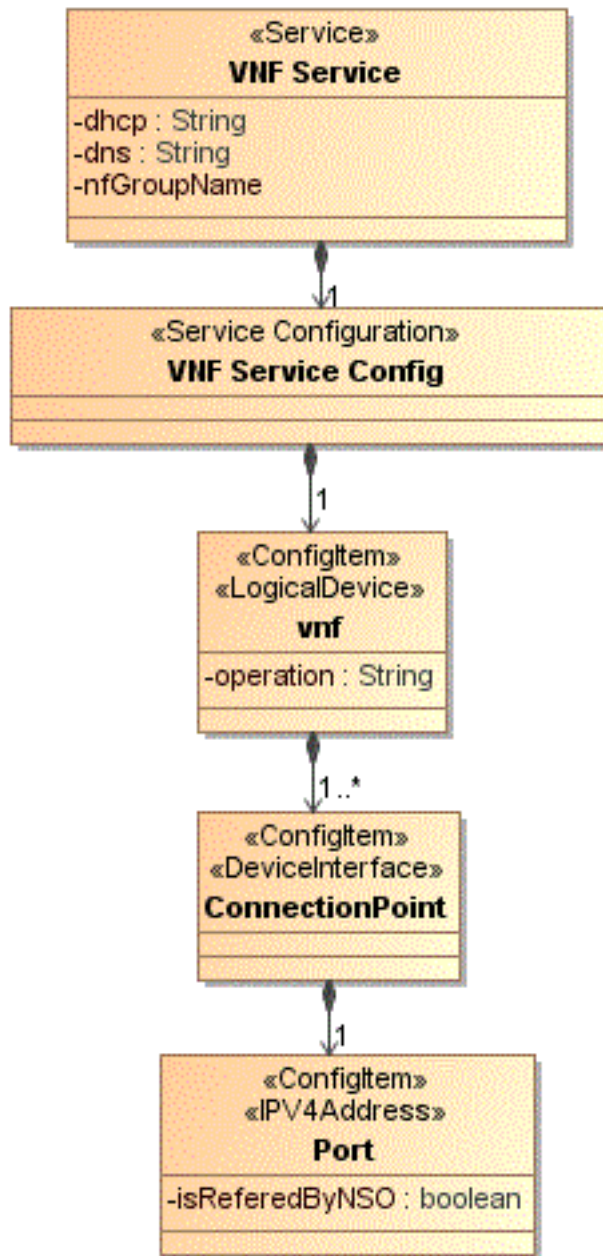 «Service»
VNF Service
-dhcp : String
-dns : String
-nfGroupName
1
«Service Configuration»
VNF Service Config
1
«ConfigItem»
«LogicalDevice»
vnf
-operation : String
1..*
«ConfigItem»
«DeviceInterface»
ConnectionPoint
1
«ConfigItem»
«IPV4Address»
Port
-isReferedByNSO : boolean